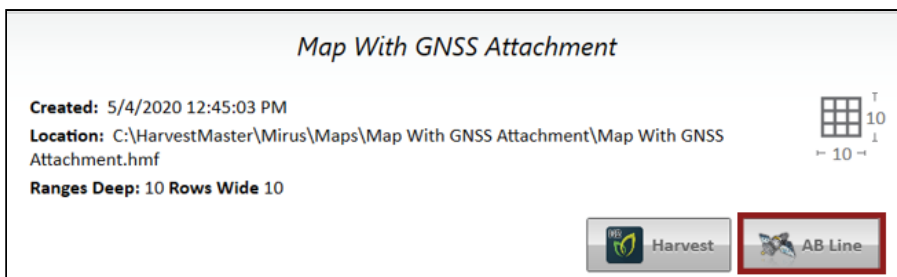 Map With GNSS Attachment
Created: 5/4/2020 12:45:03 PM
Location: C:\HarvestMaster\Mirus\Maps\Map With GNSS Attachment\Map With GNSS
Attachment.hmf
Ranges Deep: 10 Rows Wide 10
10
10
Harvest
AB Line